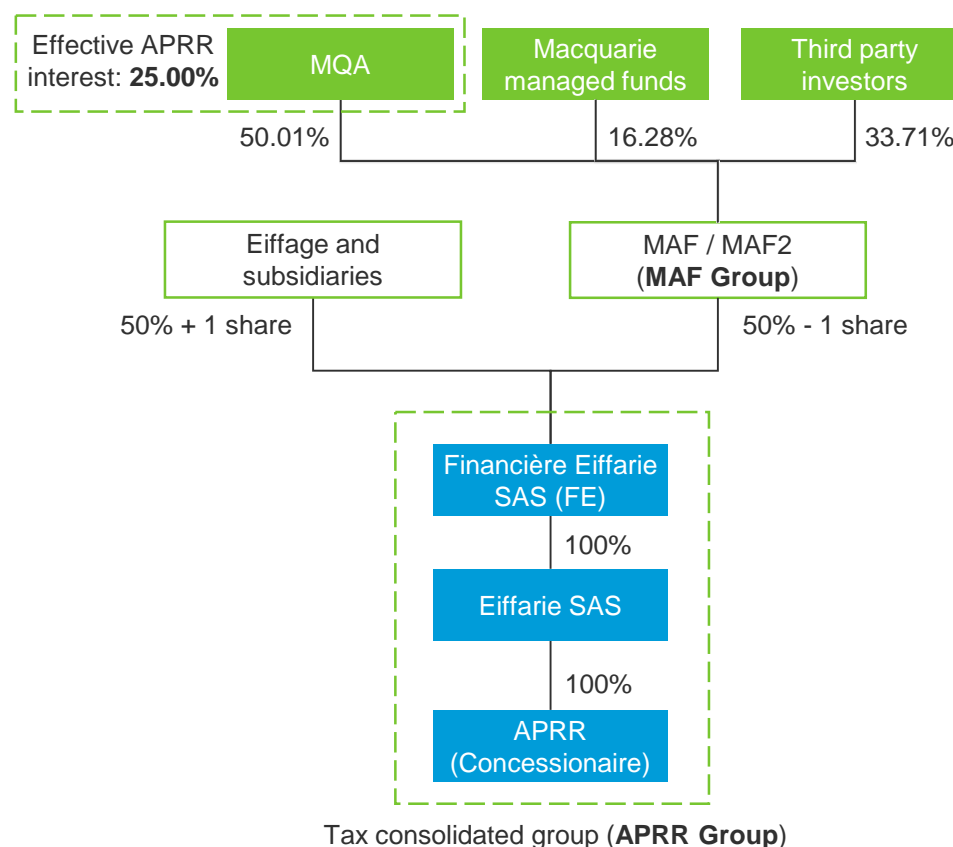 Effective APRR
interest: 25.00%
MQA
Macquarie
managed funds
Third party
investors
50.01%
16.28%
33.71%
Eiffage and
subsidiaries
MAF / MAF2
(MAF Group)
50% + 1 share
50% - 1 share
Financière Eiffarie
SAS (FE)
100%
Eiffarie SAS
100%
APRR
(Concessionaire)
Tax consolidated group (APRR Group)